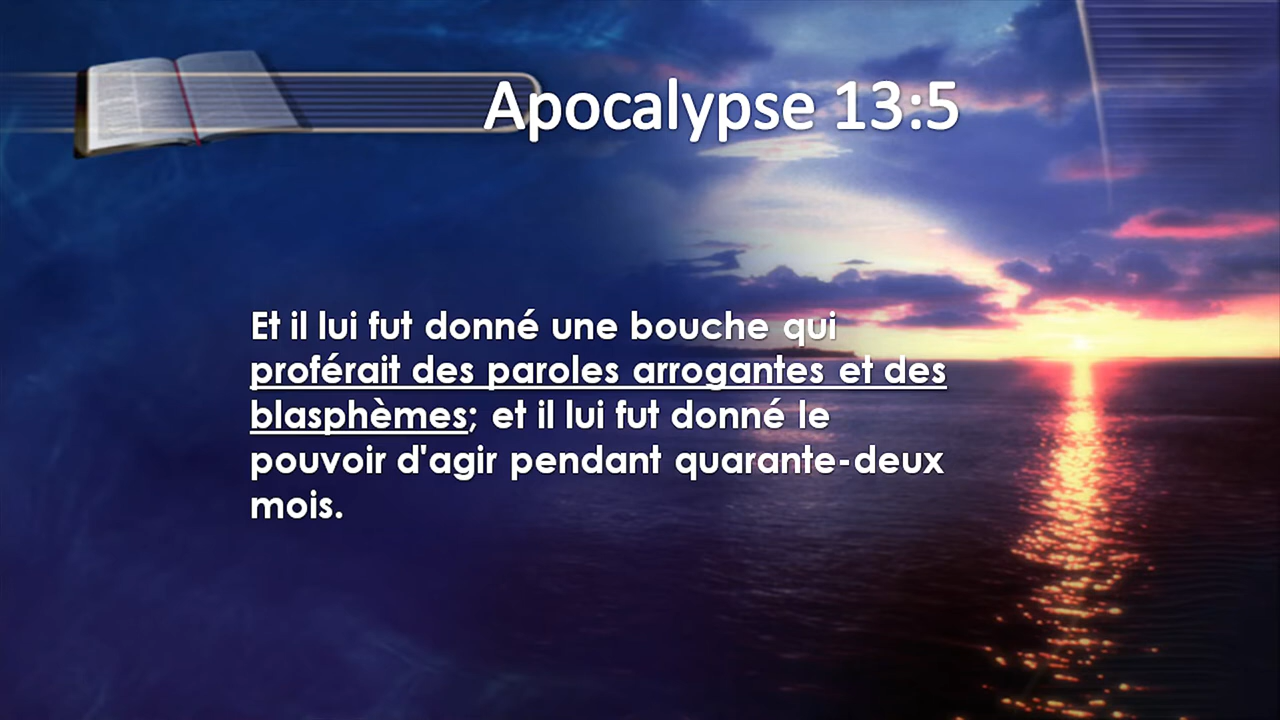 Apocalypse 13:5
Et il lui fut donné une bouche qui
proférait des paroles arrogantes et des
blasphèmes; et il lui fut donné le
pouvoir d'agir pendant quarante-deux
mois.